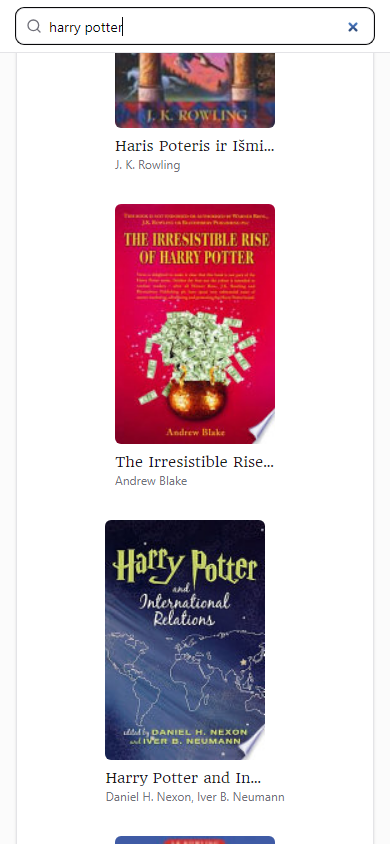 harry potter
J. K. ROWLING
Haris Poteris ir Išmi...
J. K. Rowling
THE IRRESISTIBLE RISE
OF HARRY POTTER
Andrew Blake
The Irresistible Rise...
Andrew Blake
Harry Potter
and
International
Relations
edited by DANIEL H. NEXON
and IVER B. NEUMANN
Harry Potter and In...
Daniel H. Nexon, Iver B. Neumann